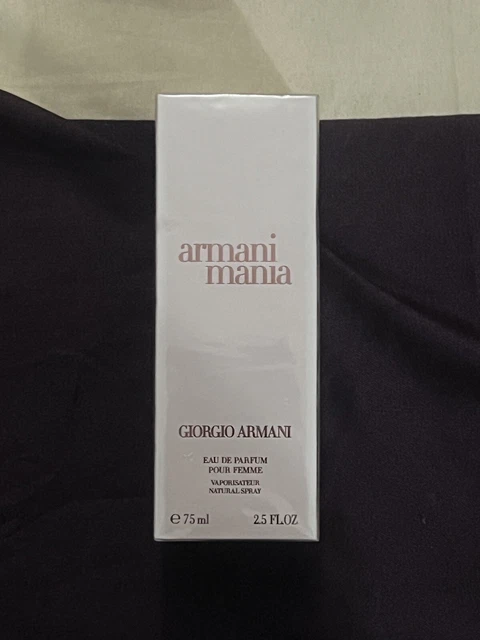 armani
mania
GIORGIO ARMANI
EAU DE PARFUM
POUR FEMME
VAPORISATEUR
NATURAL SPRAY
℮ 75 ml 2.5 FL.OZ